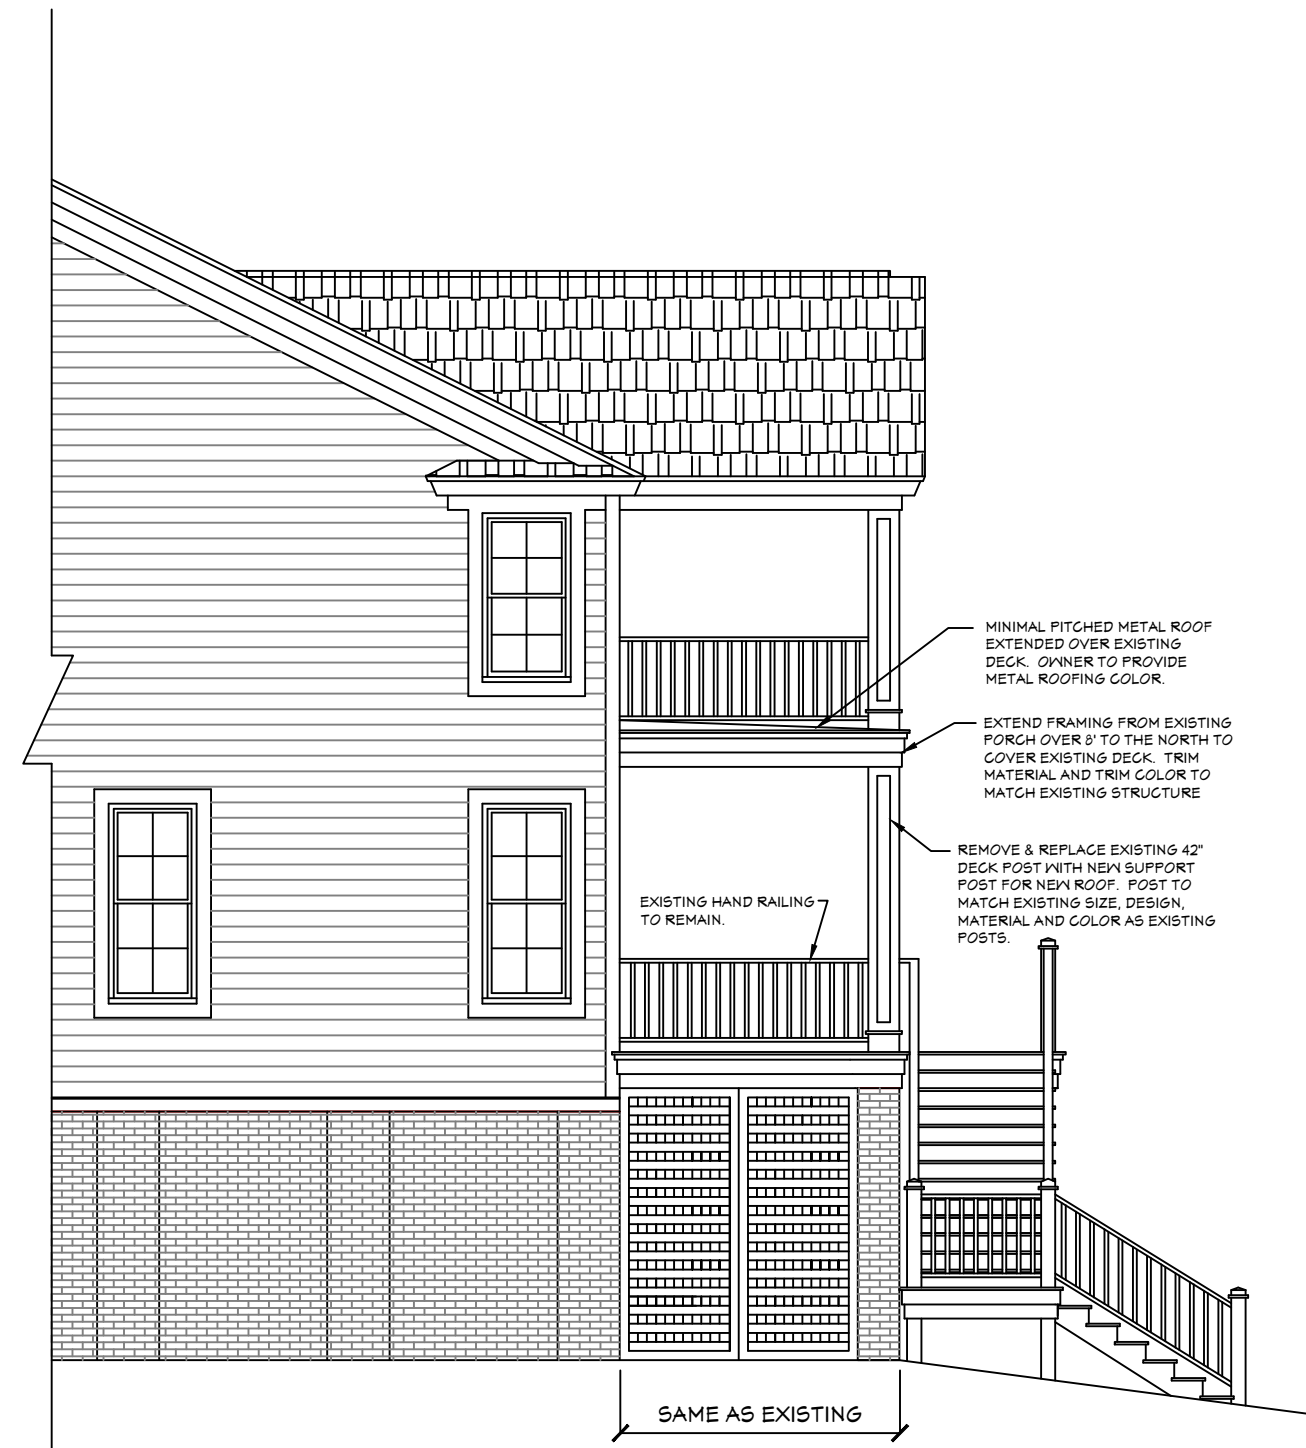 MINIMAL PITCHED METAL ROOF
EXTENDED OVER EXISTING
DECK. OWNER TO PROVIDE
METAL ROOFING COLOR.
EXTEND FRAMING FROM EXISTING
PORCH OVER 8' TO THE NORTH TO
COVER EXISTING DECK. TRIM
MATERIAL AND TRIM COLOR TO
MATCH EXISTING STRUCTURE
REMOVE & REPLACE EXISTING 42"
DECK POST WITH NEW SUPPORT
POST FOR NEW ROOF. POST TO
MATCH EXISTING SIZE, DESIGN,
MATERIAL AND COLOR AS EXISTING
POSTS.
EXISTING HAND RAILING
TO REMAIN.
SAME AS EXISTING